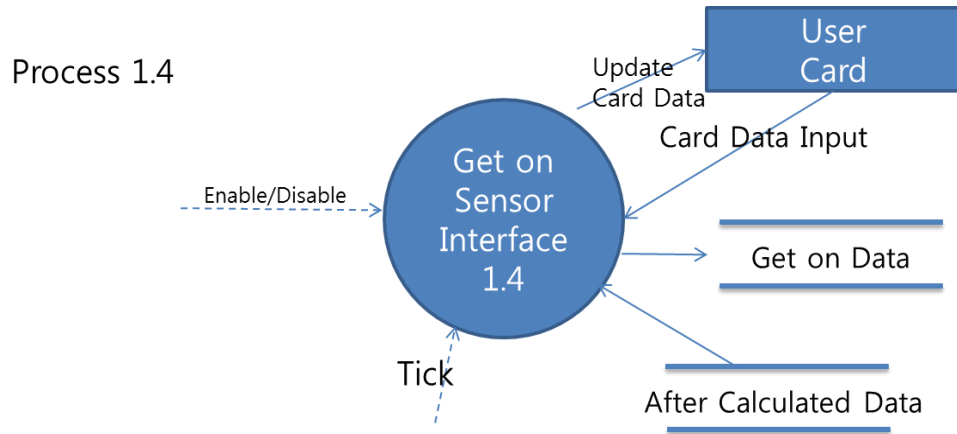 Process 1.4
User
Card
Update
Card Data
Card Data Input
Get on
Sensor
Interface
1.4
Enable/Disable
Get on Data
Tick
After Calculated Data